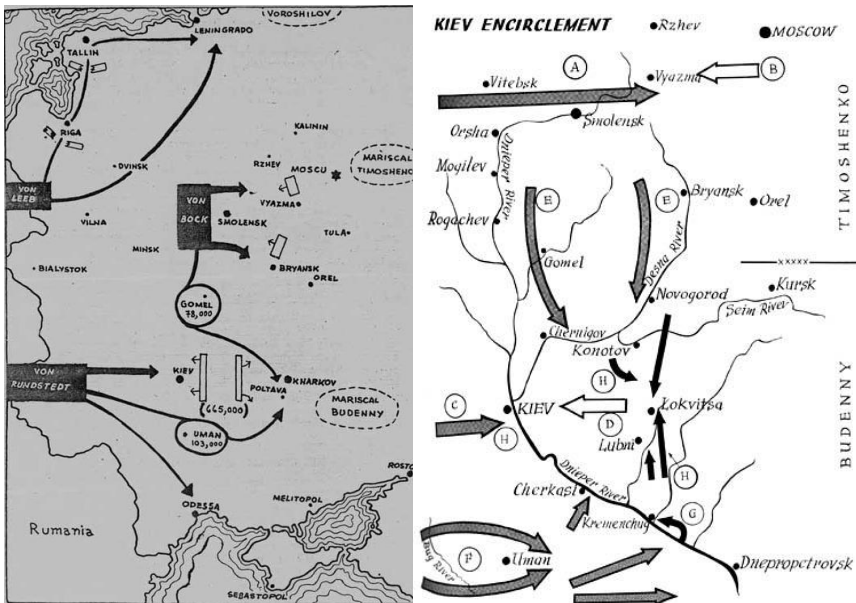 VOROSHILOV
LENINGRADO
TALLIN
RIGA
KALININ
RZHEV
MOSCU
MARISCAL
TIMOSHENC
DVINSK
VON
LEEB
VON
BOCK
VYAZMA
SMOLENSK
VILNA
TULA
MINSK
BIALYSTOK
BRYANSK
OREL
GOMEL
78,000
VON
RUNDSTEDT
KIEV
KHARKOV
POLTAVA
(665,000)
MARISCAL
BUDENNY
UMAN
103,000
ROSTO
MELITOPOL
ODESSA
Rumania
SEBASTOPOL
KIEV ENCIRCLEMENT
Rzhev
MOSCOW
A
B
Vitebsk
Vyazma
Smolensk
Orsha
Dnieper River
Mogilev
TIMOSHENKO
E
E
Bryansk
Orel
Rogachev
Gomel
Desna River
xxxxx
Kursk
Novogorod
Seim River
Chernigov
Konotov
H
C
KIEV
D
Lokvitsa
H
Lubni
H
BUDENNY
Dnieper River
Cherkasi
Kremenchug
G
Bug River
F
Uman
Dnepropctrovsk